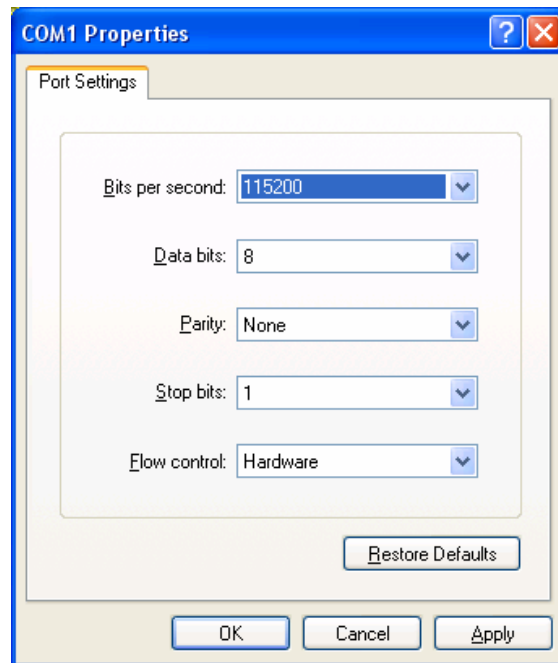 COM1 Properties
Port Settings
Bits per second: 115200
Data bits: 8
Parity: None
Stop bits: 1
Flow control: Hardware
Restore Defaults
OK Cancel Apply